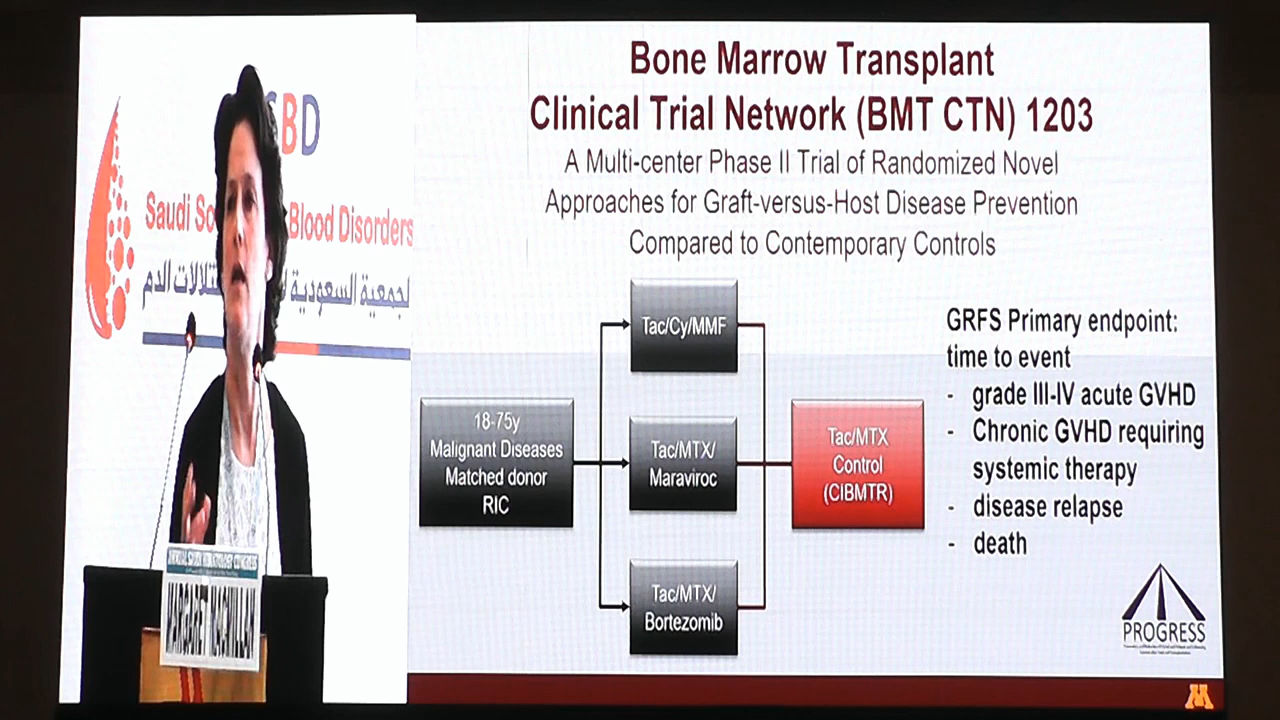 SBD
Saudi Sc Blood Disorders
الجمعية السعودية
MARGARET MACMILLAN
Bone Marrow Transplant
Clinical Trial Network (BMT CTN) 1203
A Multi-center Phase II Trial of Randomized Novel
Approaches for Graft-versus-Host Disease Prevention
Compared to Contemporary Controls
18-75y
Malignant Diseases
Matched donor
RIC
Tac/Cy/MMF
Tac/MTX/
Maraviroc
Tac/MTX/
Bortezomib
Tac/MTX
Control
(CiBMTR)
GRFS Primary endpoint:
time to event
- grade III-IV acute GVHD
- Chronic GVHD requiring
systemic therapy
- disease relapse
- death
PROGRESS
M